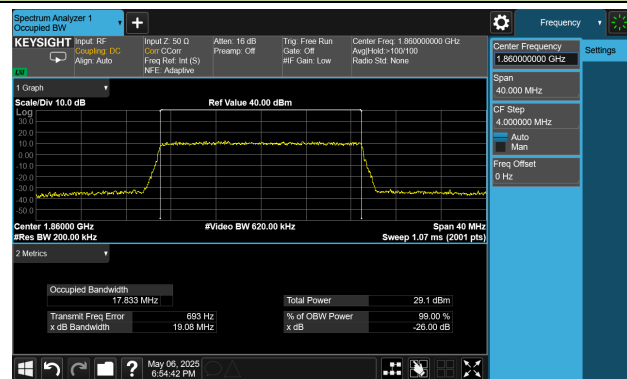 Spectrum Analyzer 1
Occupied BW
Frequency
KEYSIGHT
Input: RF
Coupling: DC
Align: Auto
Input Z: 50 Ω
Corr CCorr
Freq Ref: Int (S)
NFE: Adaptive
Atten: 16 dB
Preamp: Off
Trig: Free Run
Gate: Off
#IF Gain: Low
Center Freq: 1.860000000 GHz
Avg|Hold:>100/100
Radio Std: None
LXI
Center Frequency
1.860000000 GHz
Settings
Span
40.000 MHz
CF Step
4.000000 MHz
Auto
Man
Freq Offset
0 Hz
1 Graph
Scale/Div 10.0 dB
Ref Value 40.00 dBm
Log
30.0
20.0
10.0
0.00
-10.0
-20.0
-30.0
-40.0
-50.0
Center 1.86000 GHz
#Video BW 620.00 kHz
Span 40 MHz
#Res BW 200.00 kHz
Sweep 1.07 ms (2001 pts)
2 Metrics
Occupied Bandwidth
17.833 MHz
Total Power 29.1 dBm
Transmit Freq Error 693 Hz
% of OBW Power 99.00 %
x dB Bandwidth 19.08 MHz
x dB -26.00 dB
?
May 06, 2025
6:54:42 PM